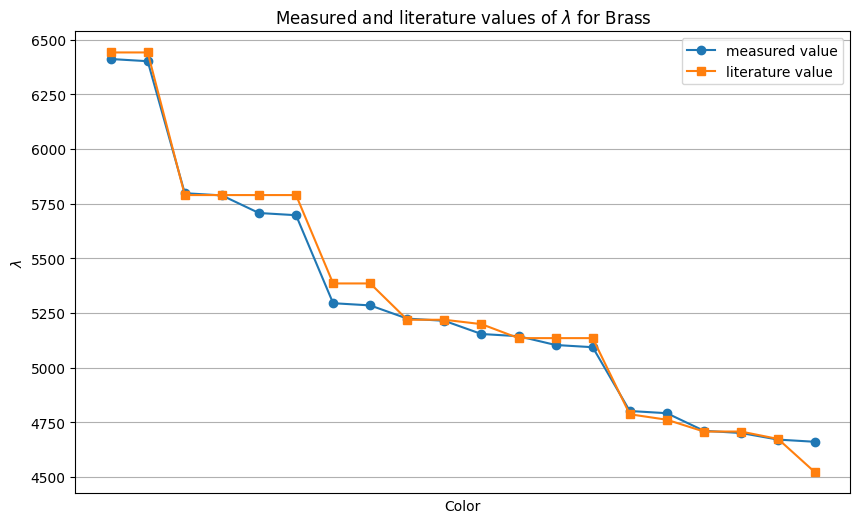 Measured and literature values of λ for Brass
measured value
literature value
6500
6250
6000
5750
5500
5250
5000
4750
4500
λ
Color